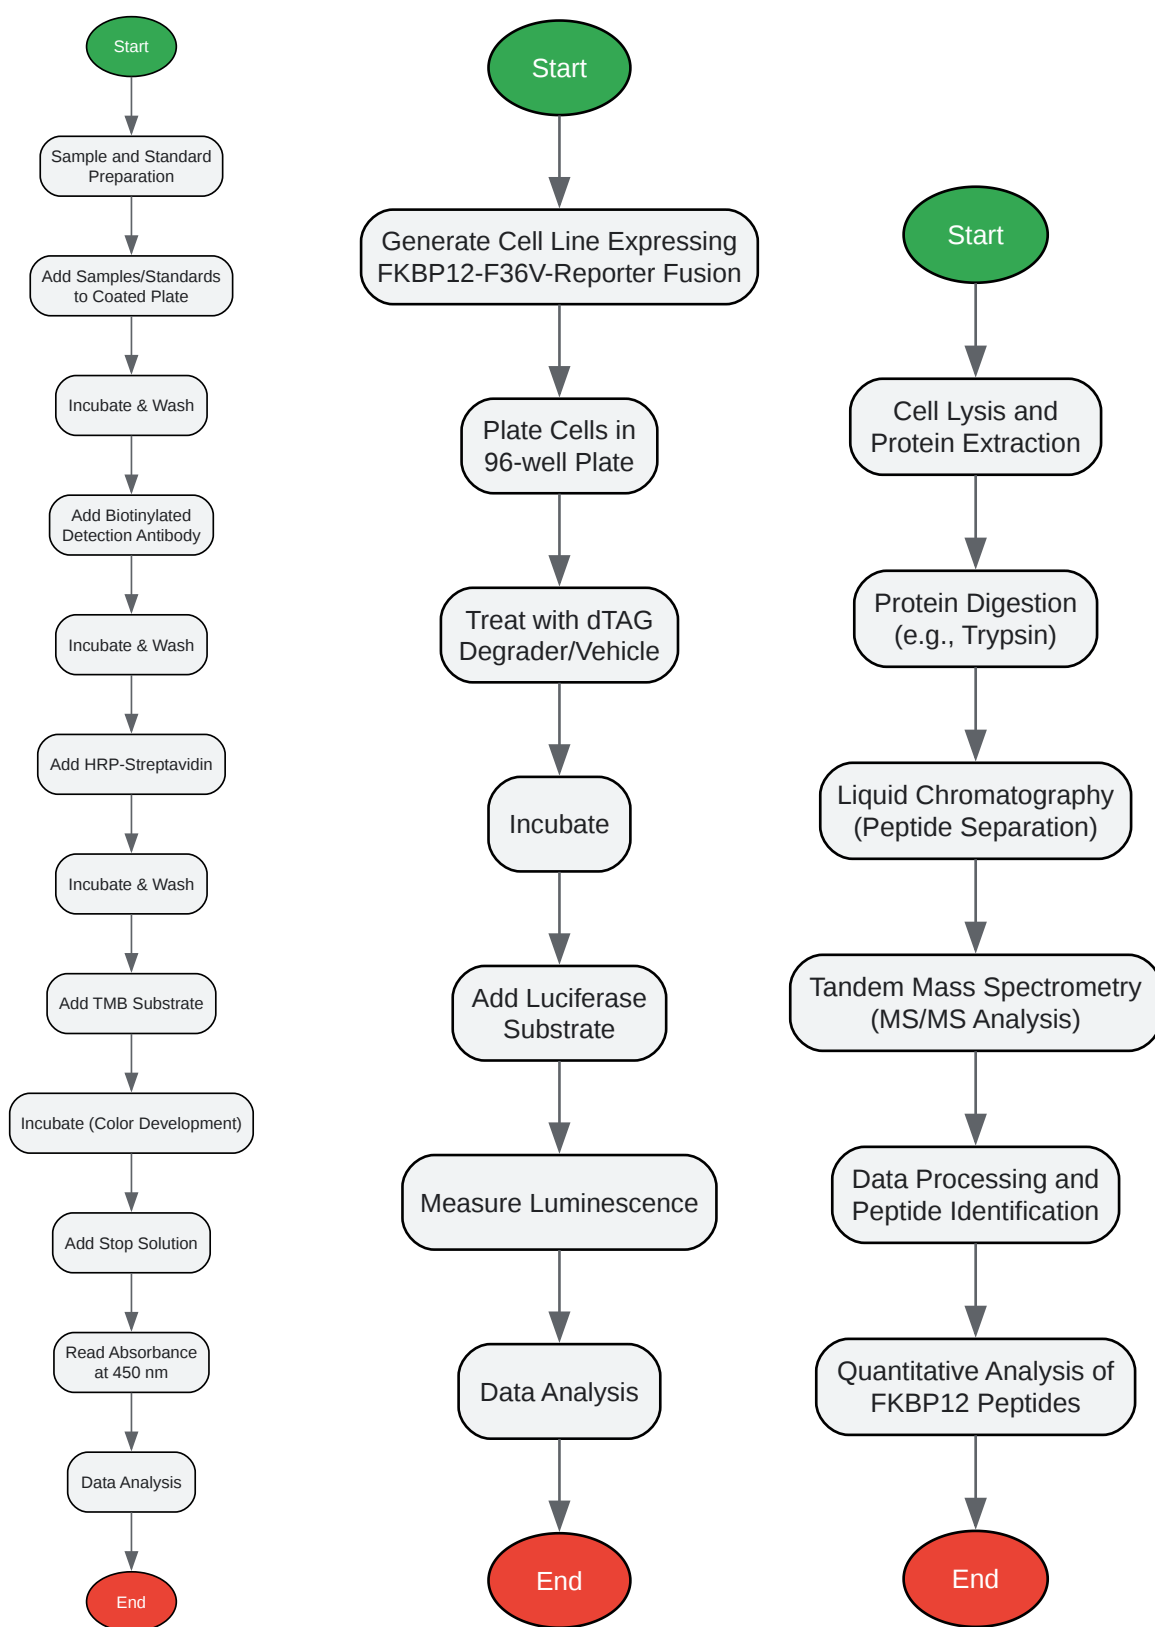 Start
Sample and Standard
Preparation
Add Samples/Standards
to Coated Plate
Incubate & Wash
Add Biotinylated
Detection Antibody
Incubate & Wash
Add HRP-Streptavidin
Incubate & Wash
Add TMB Substrate
Incubate (Color Development)
Add Stop Solution
Read Absorbance
at 450 nm
Data Analysis
End
Start
Generate Cell Line Expressing
FKBP12-F36V-Reporter Fusion
Plate Cells in
96-well Plate
Treat with dTAG
Degrader/Vehicle
Incubate
Add Luciferase
Substrate
Measure Luminescence
Data Analysis
End
Start
Cell Lysis and
Protein Extraction
Protein Digestion
(e.g., Trypsin)
Liquid Chromatography
(Peptide Separation)
Tandem Mass Spectrometry
(MS/MS Analysis)
Data Processing and
Peptide Identification
Quantitative Analysis of
FKBP12 Peptides
End